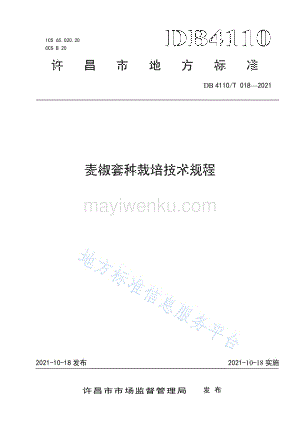 ICS 65.020.20
CCS B 20
DB4110
许昌市地方标准
DB 4110/T 018—2021
麦椒套种栽培技术规程
mayiwenku.com
地方标准信息服务平台
2021-10-18 发布
2021-10-18 实施
许昌市市场监督管理局 发布